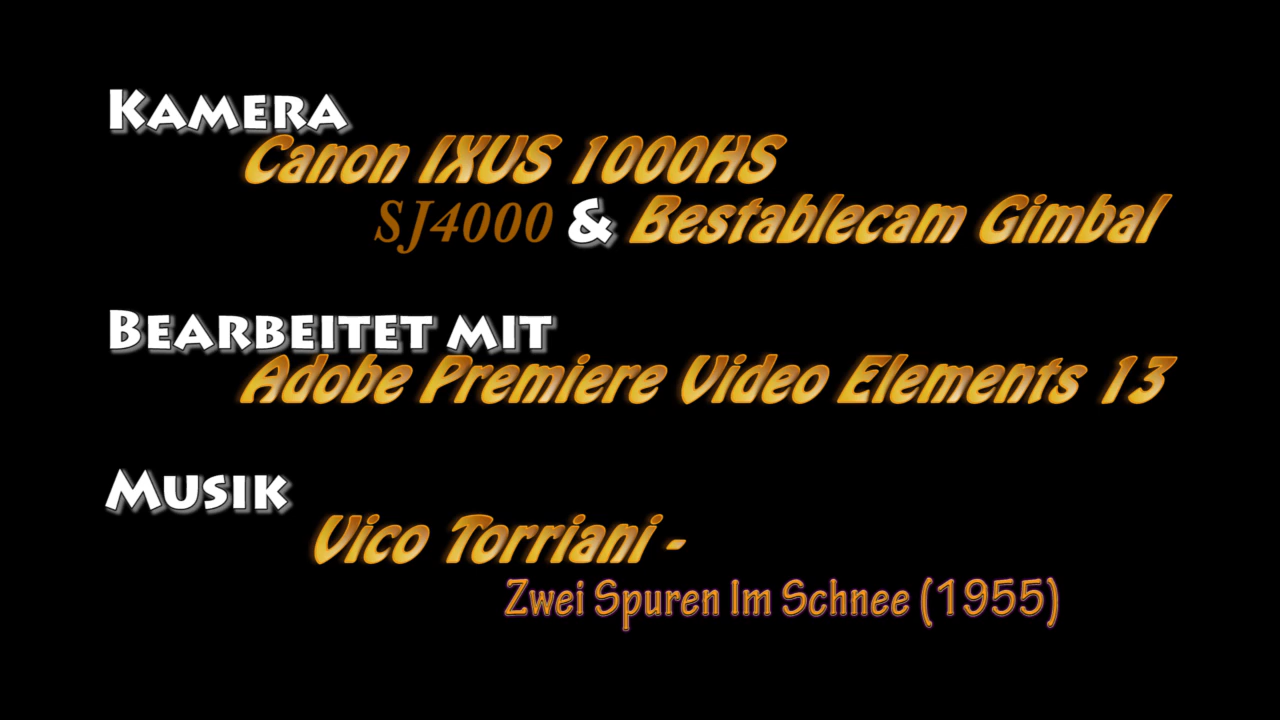 Kamera
Canon IXUS 1000HS
SJ4000 & Bestablecam Gimbal
Bearbeitet mit
Adobe Premiere Video Elements 13
Musik
Vico Torriani -
Zwei Spuren Im Schnee (1955)